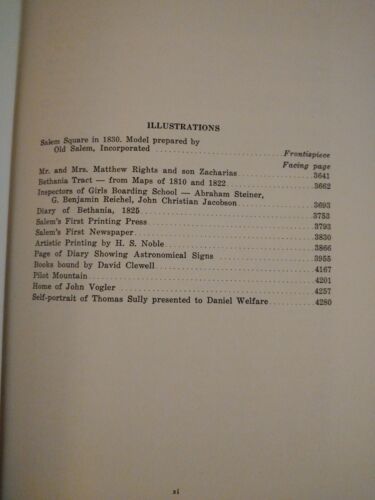 ILLUSTRATIONS
Salem Square in 1830. Model prepared by
Old Salem, Incorporated ........ Frontispiece
Facing page
Mr. and Mrs. Matthew Rights and son Zacharias ........ 3641
Bethania Tract — from Maps of 1810 and 1822 ........ 3662
Inspectors of Girls Boarding School — Abraham Steiner,
G. Benjamin Reichel, John Christian Jacobson ........ 3693
Diary of Bethania, 1825 ........ 3753
Salem's First Printing Press ........ 3793
Salem's First Newspaper ........ 3830
Artistic Printing by H. S. Noble ........ 3866
Page of Diary Showing Astronomical Signs ........ 3955
Books bound by David Clewell ........ 4167
Pilot Mountain ........ 4201
Home of John Vogler ........ 4257
Self-portrait of Thomas Sully presented to Daniel Welfare ........ 4280
xi